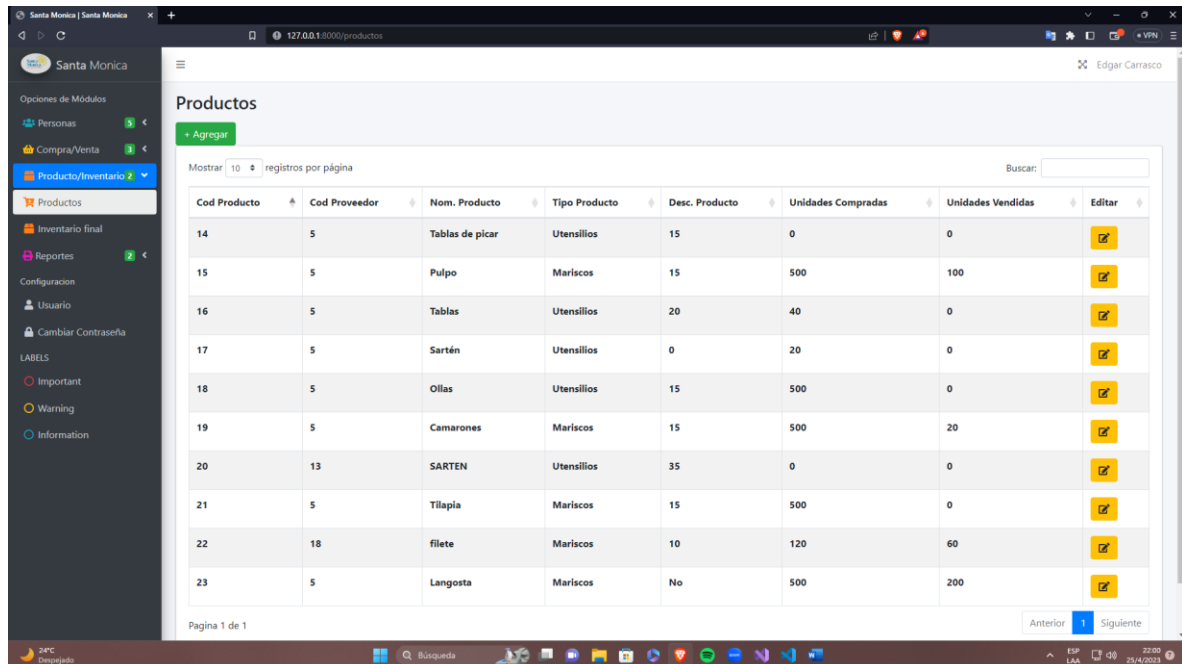 Santa Monica | Santa Monica
127.0.0.1:8000/productos
VPN
Santa Monica
Edgar Carrasco
Opciones de Módulos
Personas 5
Compra/Venta 3
Producto/Inventario 2
Productos
Inventario final
Reportes 2
Configuracion
Usuario
Cambiar Contraseña
LABELS
Important
Warning
Information
Productos
+ Agregar
Mostrar 10 registros por página
Buscar:
Cod Producto Cod Proveedor Nom. Producto Tipo Producto Desc. Producto Unidades Compradas Unidades Vendidas Editar
14 5 Tablas de picar Utensilios 15 0 0
15 5 Pulpo Mariscos 15 500 100
16 5 Tablas Utensilios 20 40 0
17 5 Sartén Utensilios 0 20 0
18 5 Ollas Utensilios 15 500 0
19 5 Camarones Mariscos 15 500 20
20 13 SARTEN Utensilios 35 0 0
21 5 Tilapia Mariscos 15 500 0
22 18 filete Mariscos 10 120 60
23 5 Langosta Mariscos No 500 200
Pagina 1 de 1
Anterior 1 Siguiente
24°C
Despejado
Búsqueda
ESP
LAA
22:00
25/4/2023